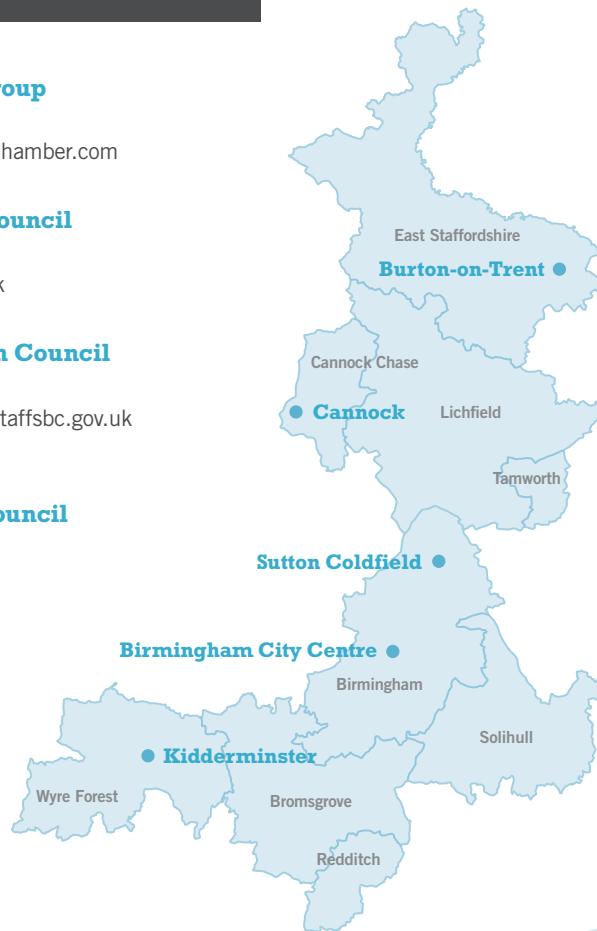 roup
hamber.com
ouncil
k
n Council
taffsbc.gov.uk
ouncil
East Staffordshire
Burton-on-Trent
Cannock Chase
Cannock
Lichfield
Tamworth
Sutton Coldfield
Birmingham City Centre
Birmingham
Solihull
Kidderminster
Wyre Forest
Bromsgrove
Redditch